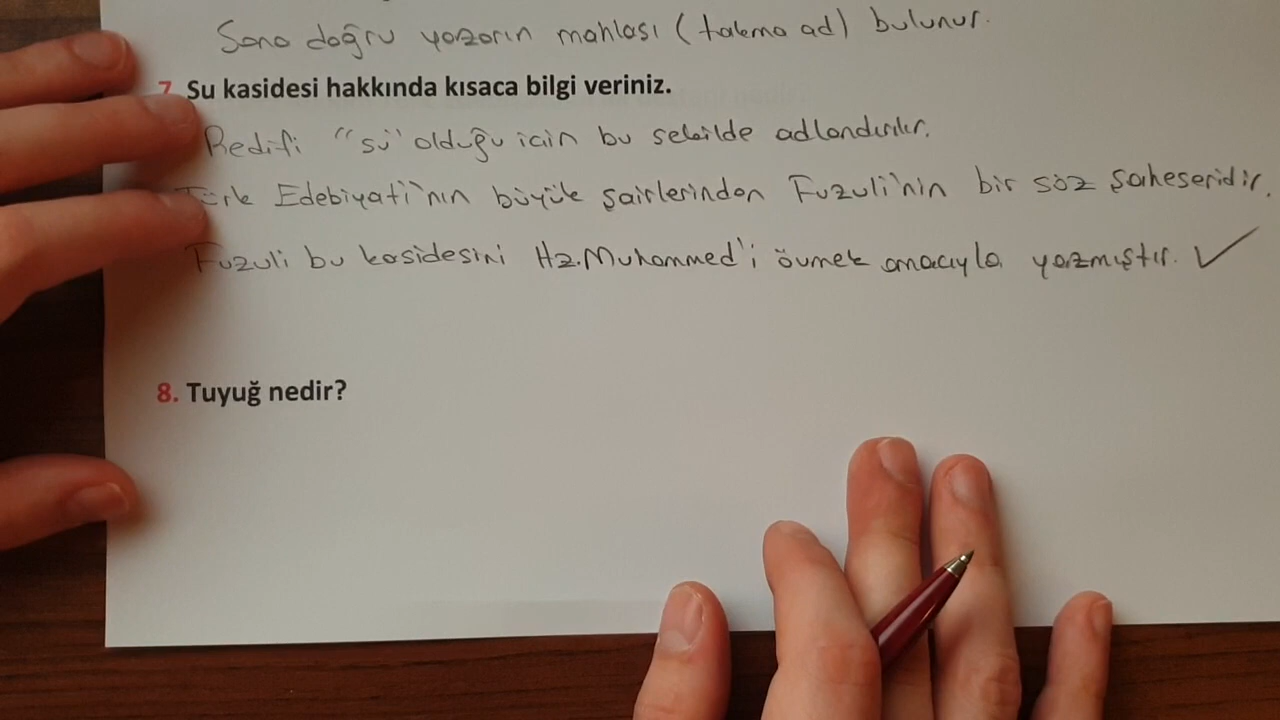 Sona doğru yazarın mahlası (takma ad) bulunur.
7. Su kasidesi hakkında kısaca bilgi veriniz.
Redifi "su" olduğu için bu şekilde adlandırılır.
Türk Edebiyatı'nın büyük şairlerinden Fuzuli'nin bir söz şaheseridir.
Fuzuli bu kasidesini Hz.Muhammed'i övmek amacıyla yazmıştır.
8. Tuyuğ nedir?